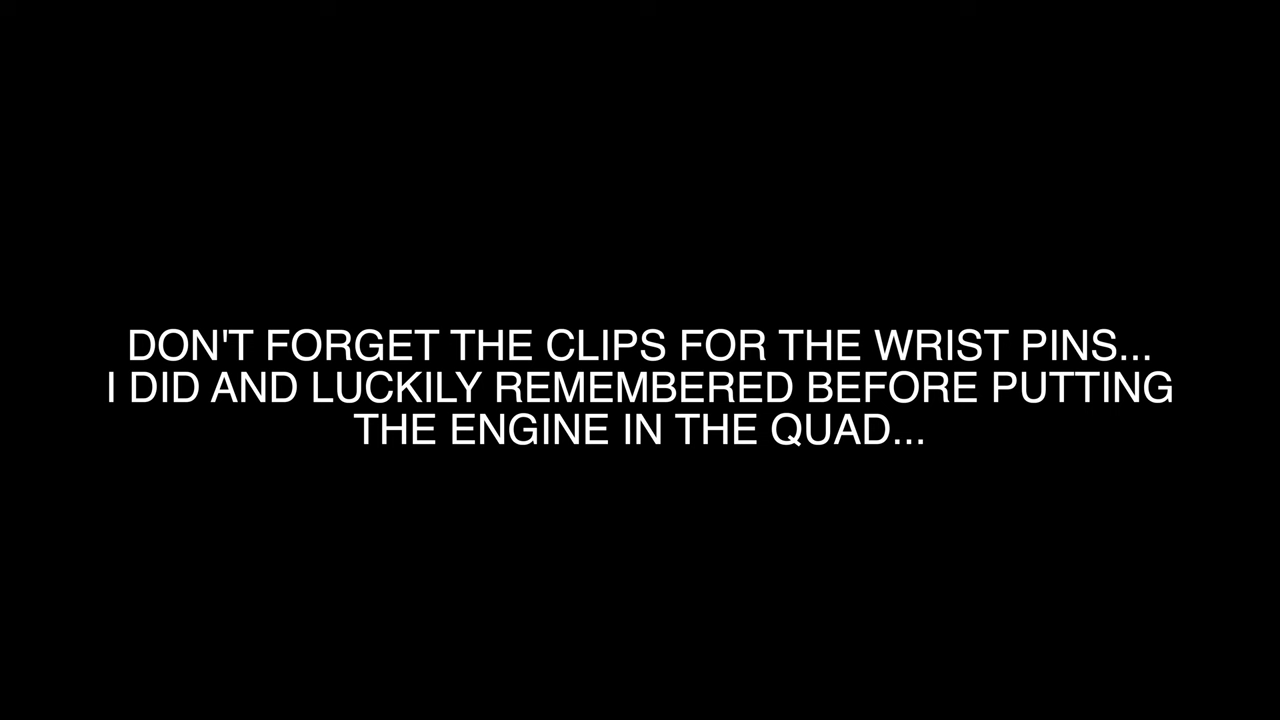 DON'T FORGET THE CLIPS FOR THE WRIST PINS...
I DID AND LUCKILY REMEMBERED BEFORE PUTTING
THE ENGINE IN THE QUAD...